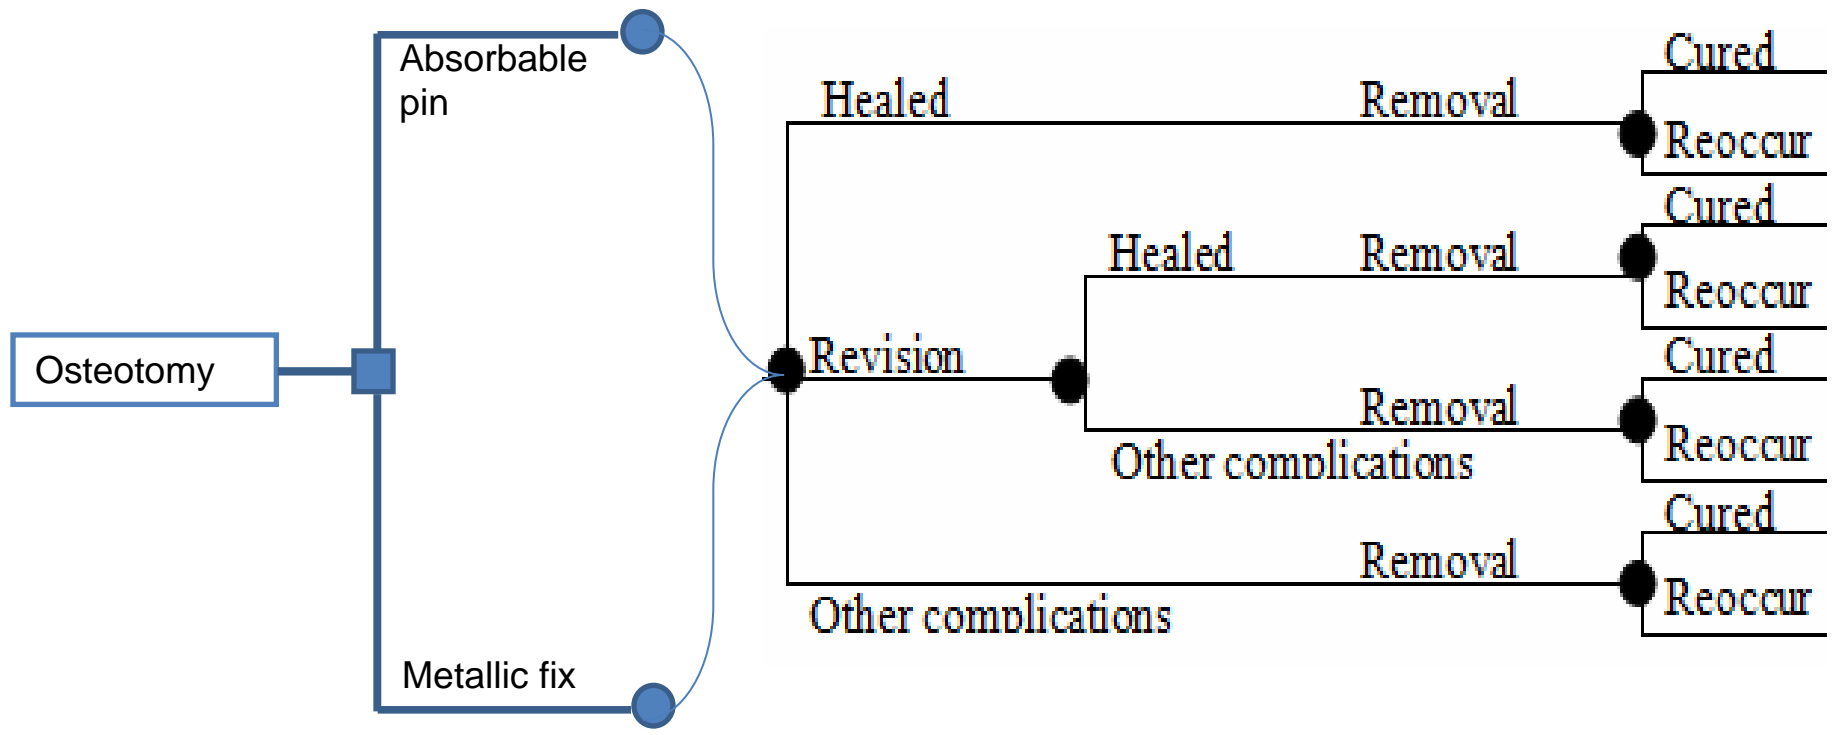 Absorbable
pin
Osteotomy
Metallic fix
Healed
Removal
Cured
Reoccur
Revision
Healed
Removal
Cured
Reoccur
Removal
Other complications
Cured
Reoccur
Removal
Other complications
Cured
Reoccur